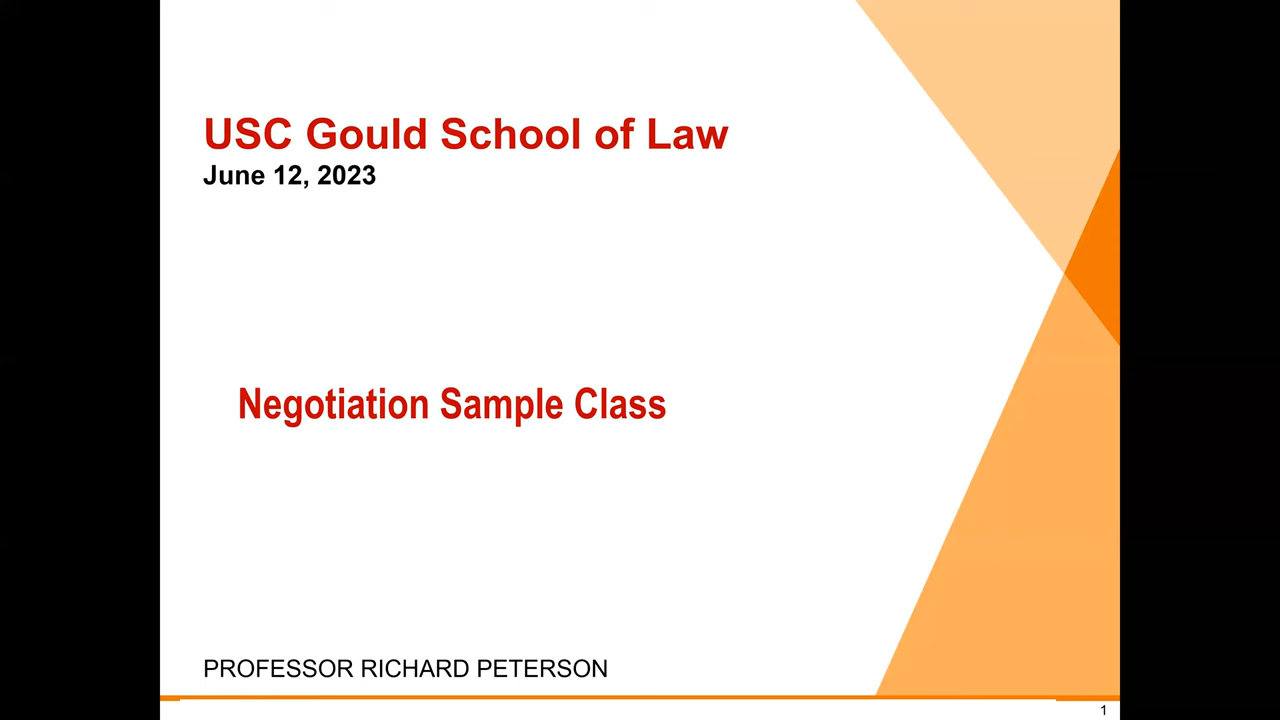 USC Gould School of Law
June 12, 2023
Negotiation Sample Class
PROFESSOR RICHARD PETERSON
1